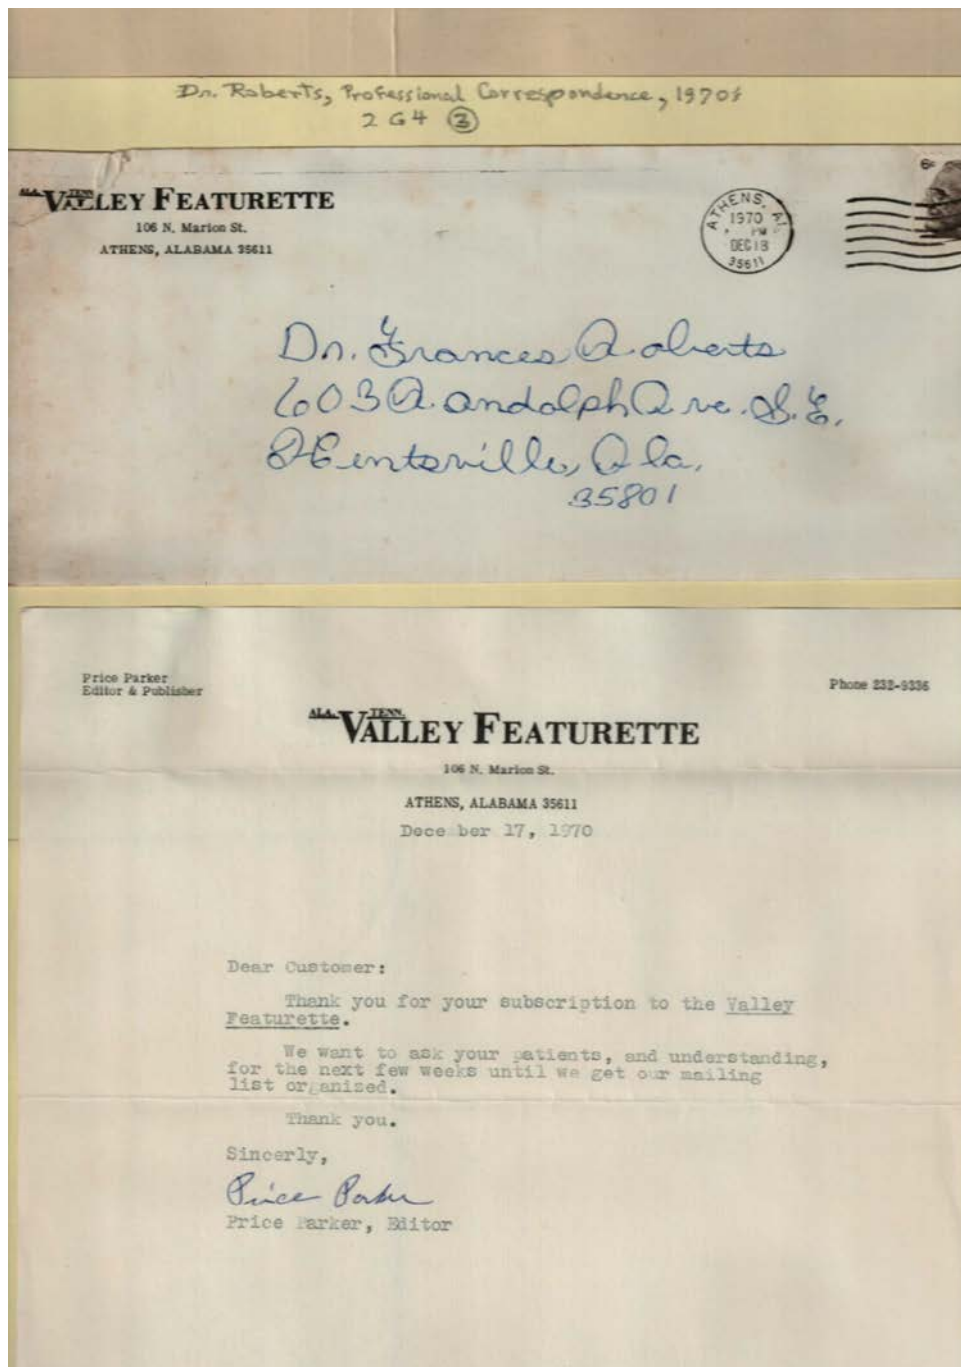 Dr. Roberts, Professional Correspondence, 1970s
2G4 ③
ALA. TENN.
VALLEY FEATURETTE
106 N. Marion St.
ATHENS, ALABAMA 35611
ATHENS, AL
1970
PM
DEC 18
35611
6¢
Dr. Frances Roberts
603 Randolph Ave. S.E.
Huntsville, Ala.
35801
Price Parker
Editor & Publisher
Phone 232-9336
ALA. TENN.
VALLEY FEATURETTE
106 N. Marion St.
ATHENS, ALABAMA 35611
December 17, 1970
Dear Customer:
Thank you for your subscription to the Valley
Featurette.
We want to ask your patients, and understanding,
for the next few weeks until we get our mailing
list organized.
Thank you.
Sincerly,
Price Parker
Price Parker, Editor